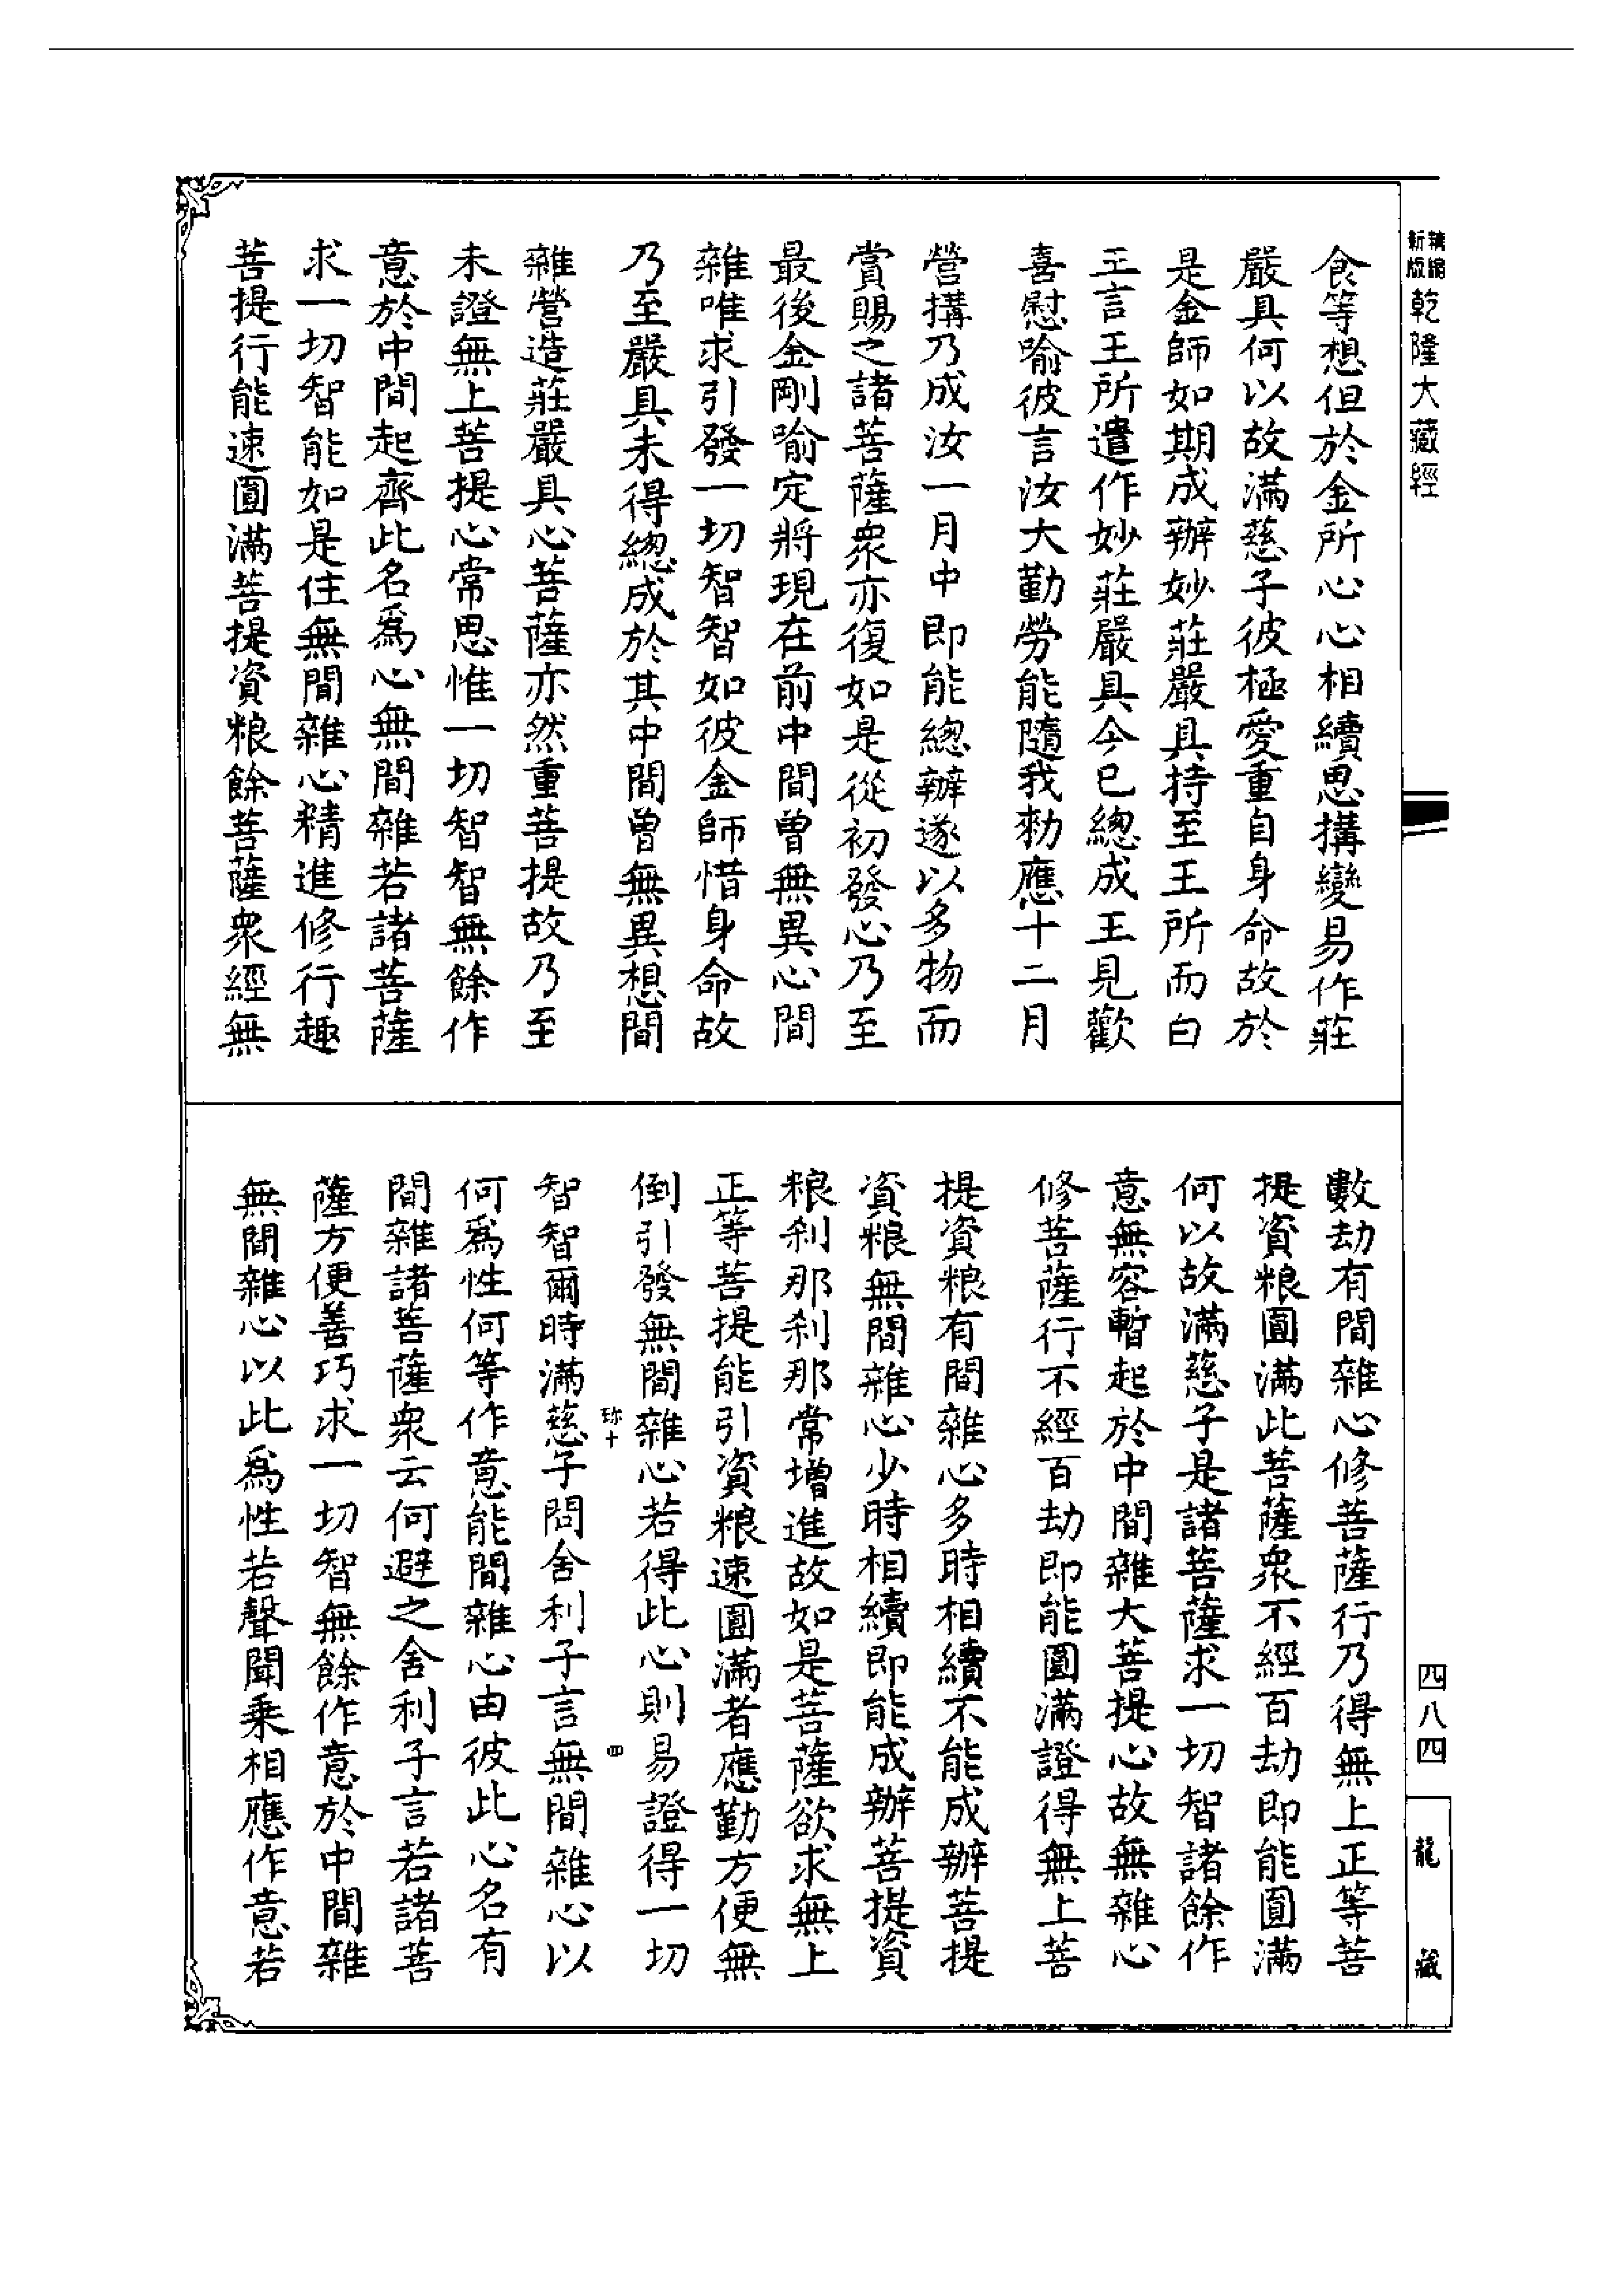 新版精編乾隆大藏經
食等想但於金所心心相續思搆變易作莊
嚴具何以故滿慈子彼極愛重自身命故於
是金師如期成辦妙莊嚴具持至王所而白
王言王所遣作妙莊嚴具今已總成王見歡
喜慰喻彼言汝大勤勞能隨我勑應十二月
營搆乃成汝一月中即能總辦遂以多物而
賞賜之諸菩薩眾亦復如是從初發心乃至
最後金剛喻定將現在前中間曾無異心間
雜唯求引發一切智智如彼金師惜身命故
乃至嚴具未得總成於其中間曾無異想間
雜營造莊嚴具心菩薩亦然重菩提故乃至
未證無上菩提心常思惟一切智智無餘作
意於中間起齊此名爲心無間雜若諸菩薩
求一切智能如是住無間雜心精進修行趣
菩提行能速圓滿菩提資粮餘菩薩眾經無
數劫有間雜心修菩薩行乃得無上正等菩
提資粮圓滿此菩薩眾不經百劫即能圓滿
何以故滿慈子是諸菩薩求一切智諸餘作
意無容暫起於中間雜大菩提心故無雜心
修菩薩行不經百劫即能圓滿證得無上菩
提資粮有間雜心多時相續不能成辦菩提
資粮無間雜心少時相續即能成辦菩提資
粮刹那刹那常增進故如是菩薩欲求無上
正等菩提能引資粮速圓滿者應勤方便無
倒引發無間雜心若得此心則易證得一切
珎十 四
智智爾時滿慈子問舍利子言無間雜心以
何爲性何等作意能間雜心由彼此心名有
間雜諸菩薩眾云何避之舍利子言若諸菩
薩方便善巧求一切智無餘作意於中間雜
無間雜心以此爲性若聲聞乘相應作意若
四八四
龍藏